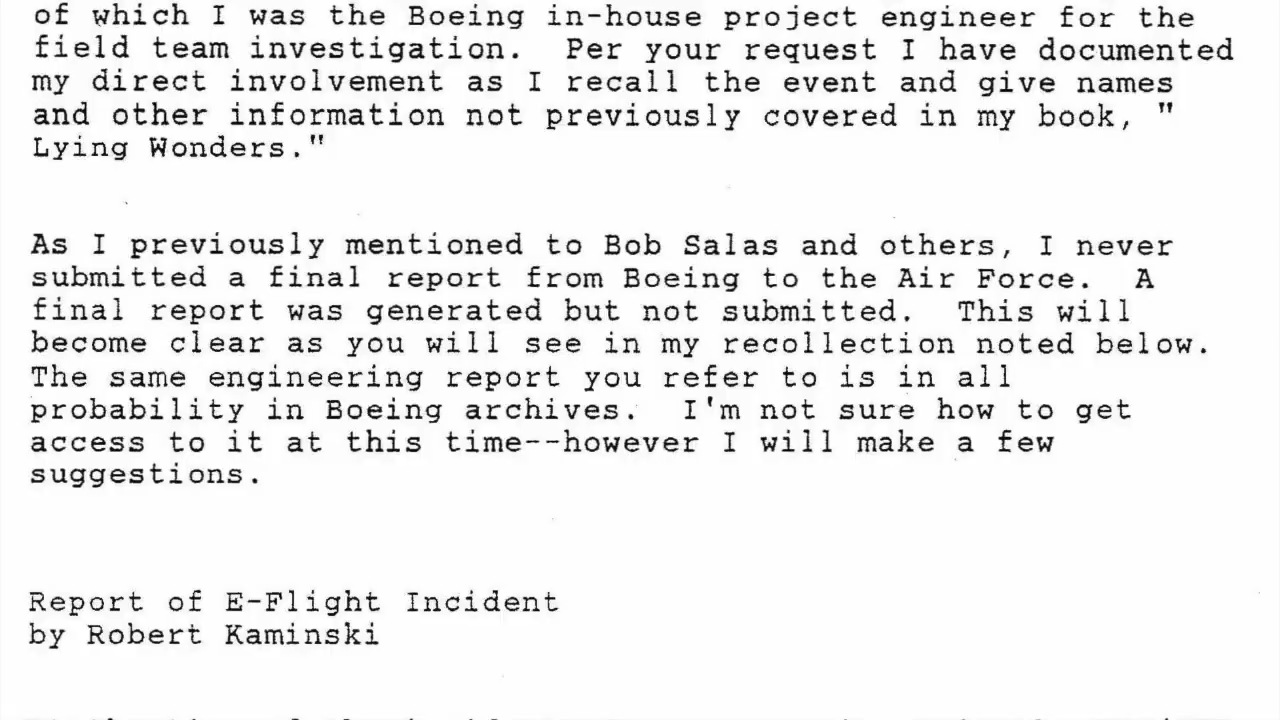 of which I was the Boeing in-house project engineer for the
field team investigation.  Per your request I have documented
my direct involvement as I recall the event and give names
and other information not previously covered in my book, "
Lying Wonders."
As I previously mentioned to Bob Salas and others, I never
submitted a final report from Boeing to the Air Force.  A
final report was generated but not submitted.  This will
become clear as you will see in my recollection noted below.
The same engineering report you refer to is in all
probability in Boeing archives.  I'm not sure how to get
access to it at this time--however I will make a few
suggestions.
Report of E-Flight Incident
by Robert Kaminski